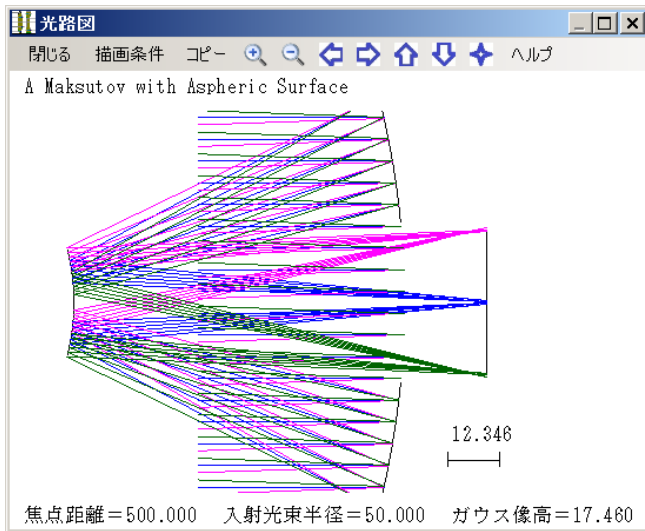 光路図
閉じる 描画条件 コピー ヘルプ
A Maksutov with Aspheric Surface
12.346
焦点距離=500.000 入射光束半径=50.000 ガウス像高=17.460